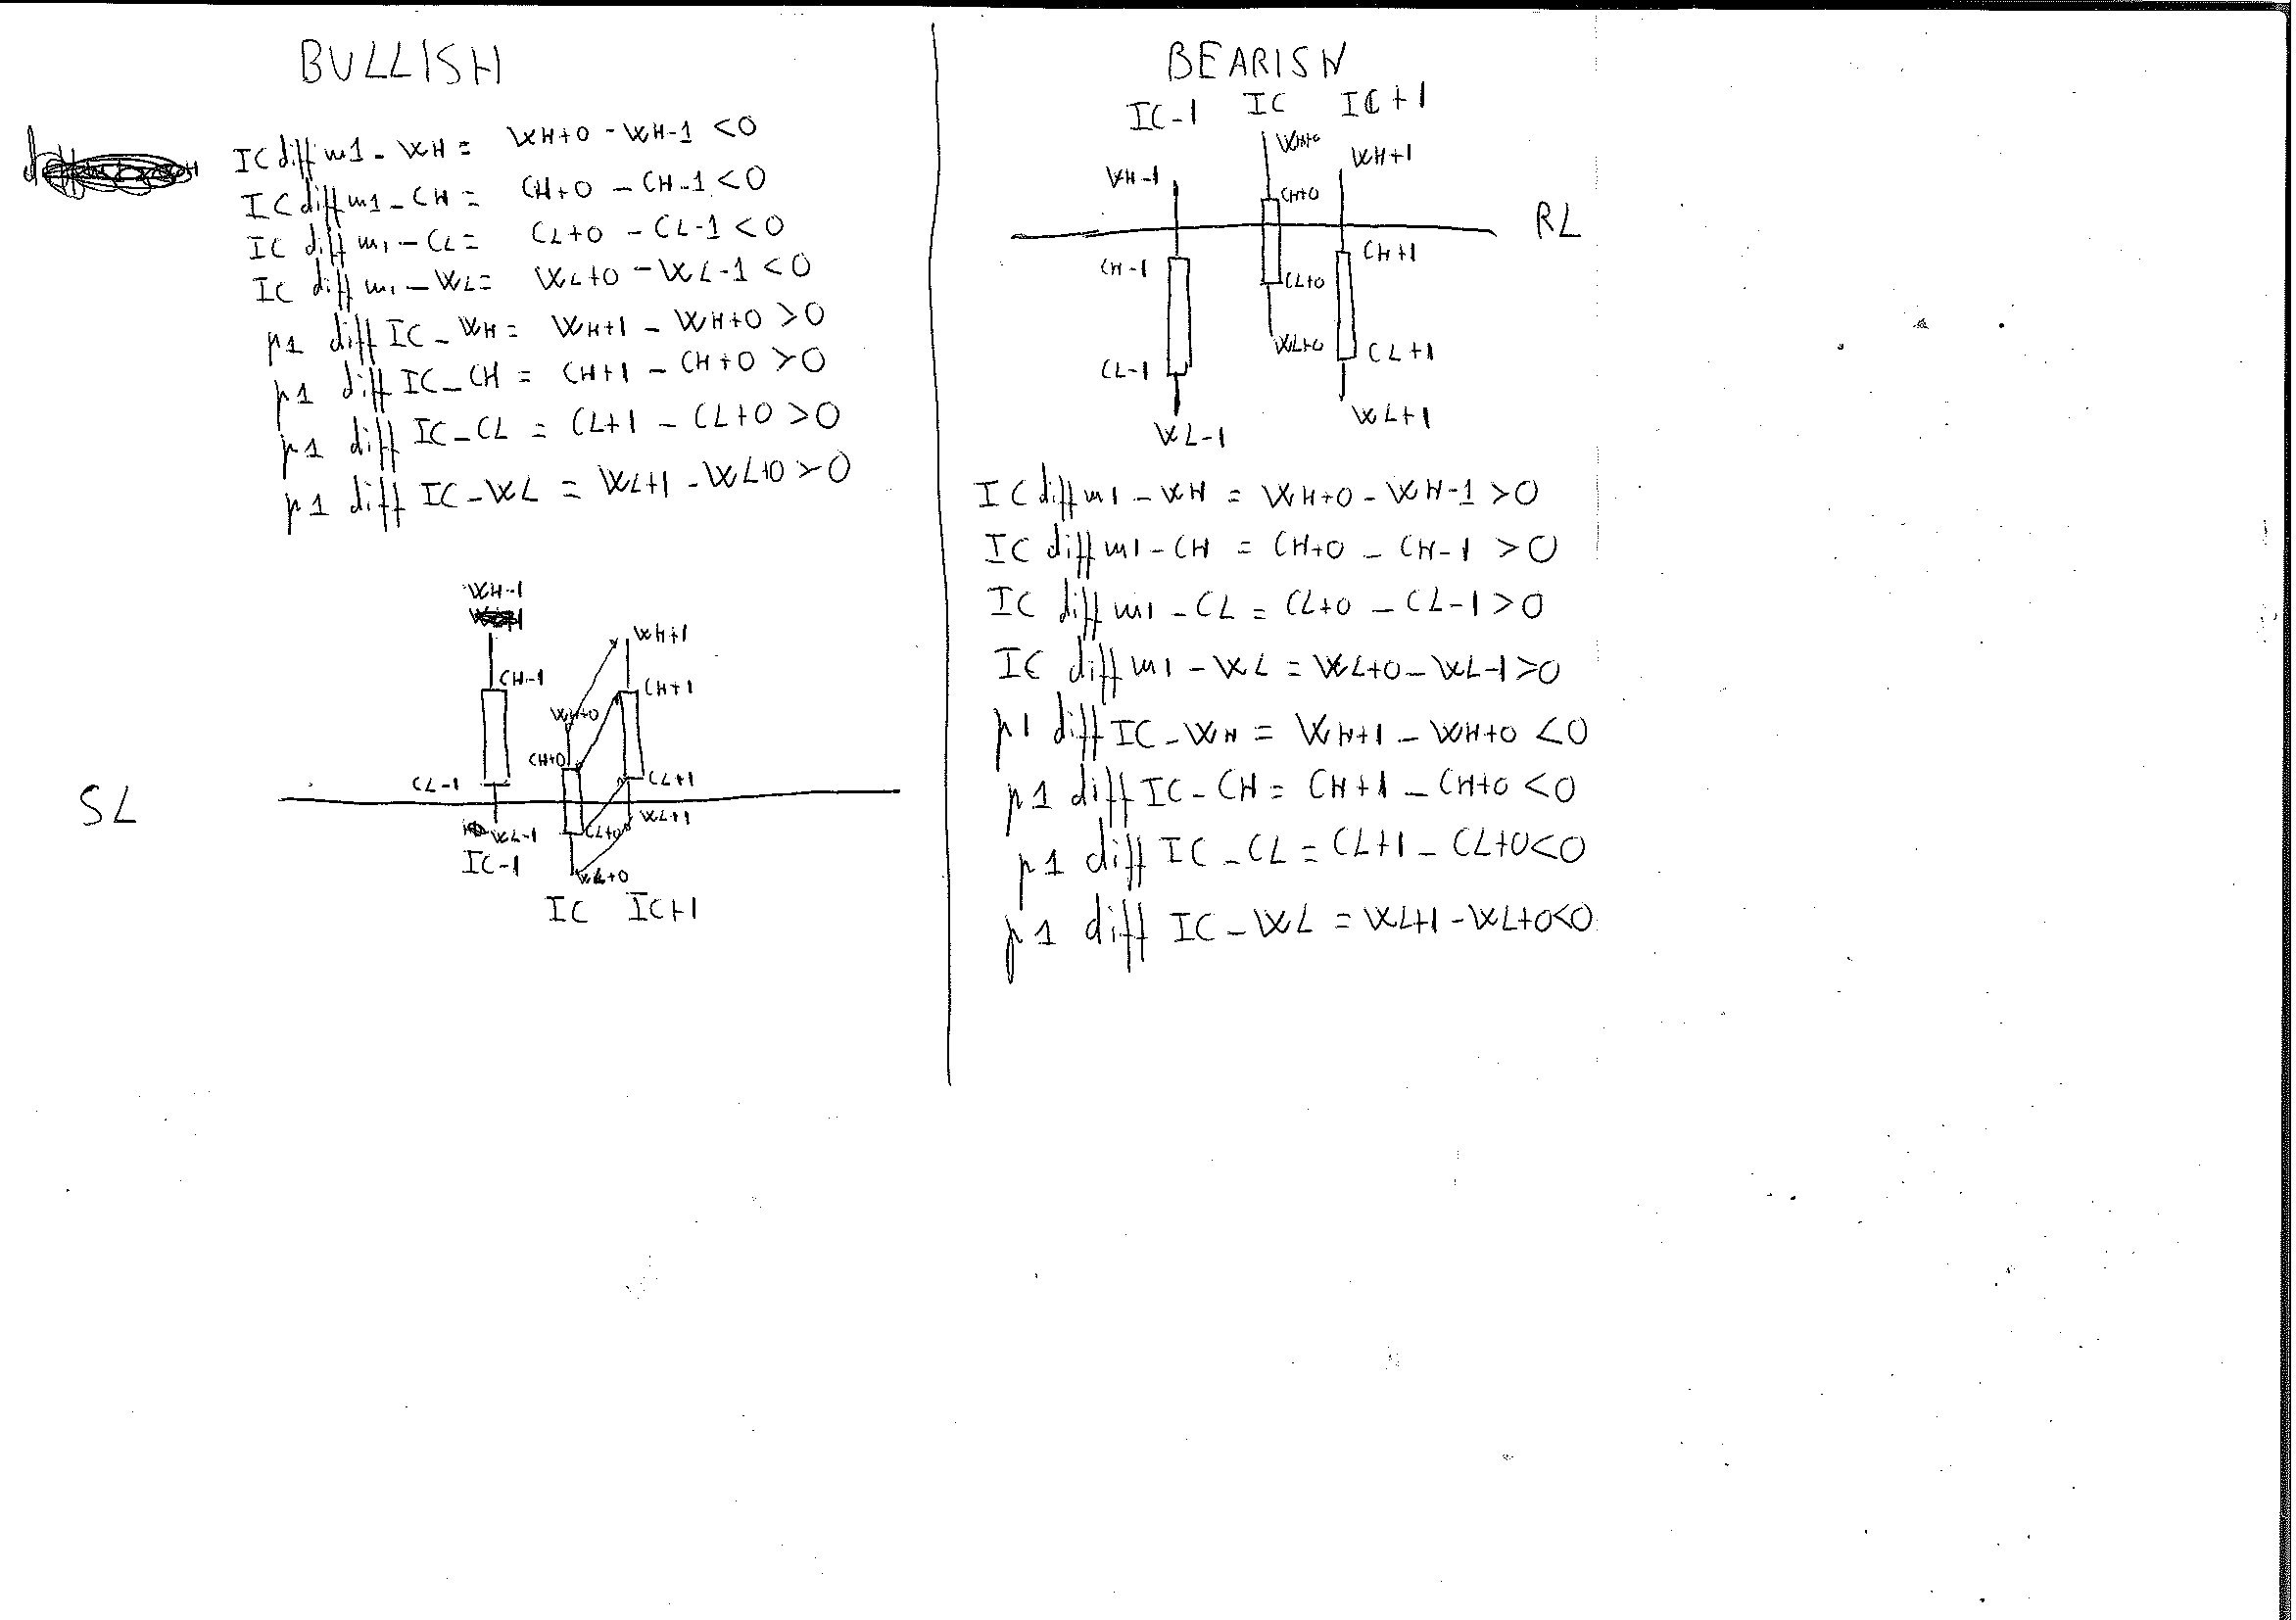 BULLISH
ICdiff m1-WH = WH+0 - WH-1 <0
ICdiff m1-CH = CH+0 - CH-1 <0
IC diff m1-CL = CL+0 - CL-1 <0
IC diff m1-WL = WL+0 - WL-1 <0
p1 diff IC-WH = WH+1 - WH+0 >0
p1 diff IC-CH = CH+1 - CH+0 >0
p1 diff IC-CL = CL+1 - CL+0 >0
p1 diff IC-WL = WL+1 - WL+0 >0
WH-1
Wh+1
CH-1
CH+1
WH+0
CH+0
CL-1
CL+1
SL
WL+1
WL-1
CL+0
IC-1
WL+0
IC IC+1
BEARISH
IC-1 IC IC+1
WH+0
WH+1
WH-1
CH+0
RL
CH-1
CH+1
CL+0
WL+0
CL+1
CL-1
WL+1
WL-1
ICdiff m1-WH = WH+0 - WH-1 >0
IC diff m1-CH = CH+0 - CH-1 >0
IC diff m1-CL = CL+0 - CL-1 >0
IC diff m1-WL = WL+0 - WL-1 >0
p1 diff IC-WH = WH+1 - WH+0 <0
p1 diff IC-CH = CH+1 - CH+0 <0
p1 diff IC-CL = CL+1 - CL+0 <0
p1 diff IC-WL = WL+1 - WL+0 <0